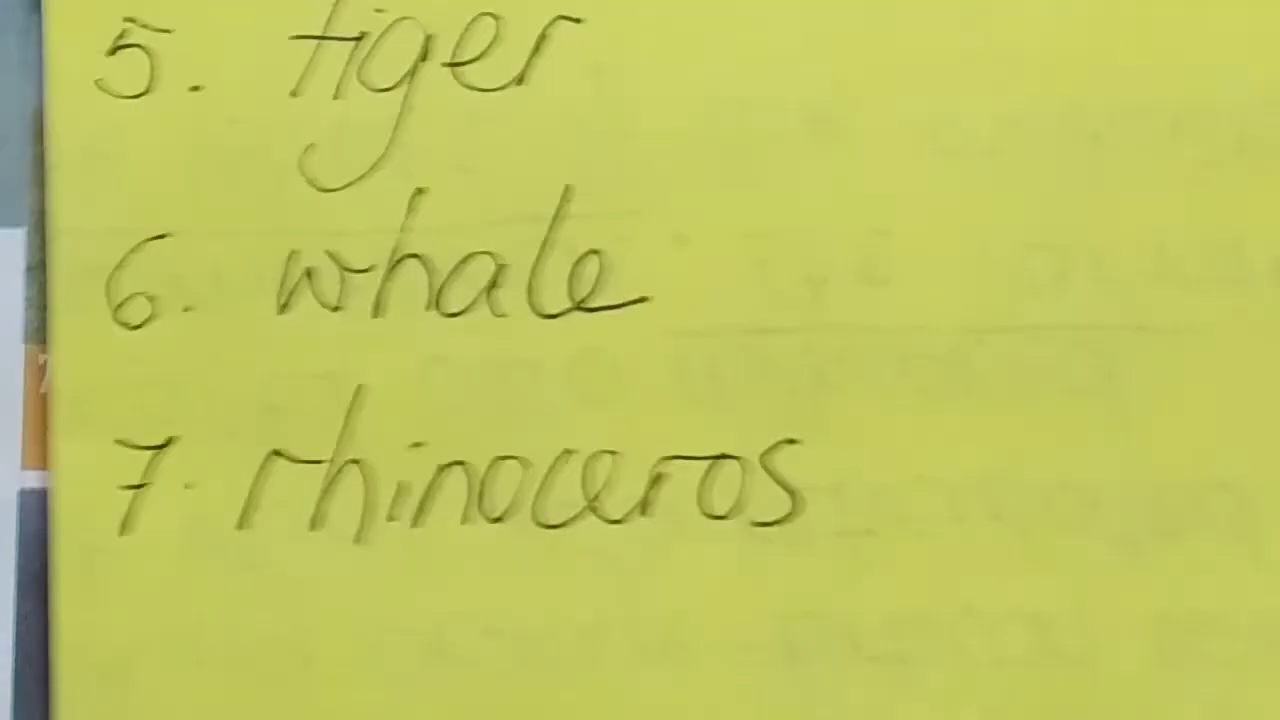 5. tiger
6. whale
7. rhinoceros